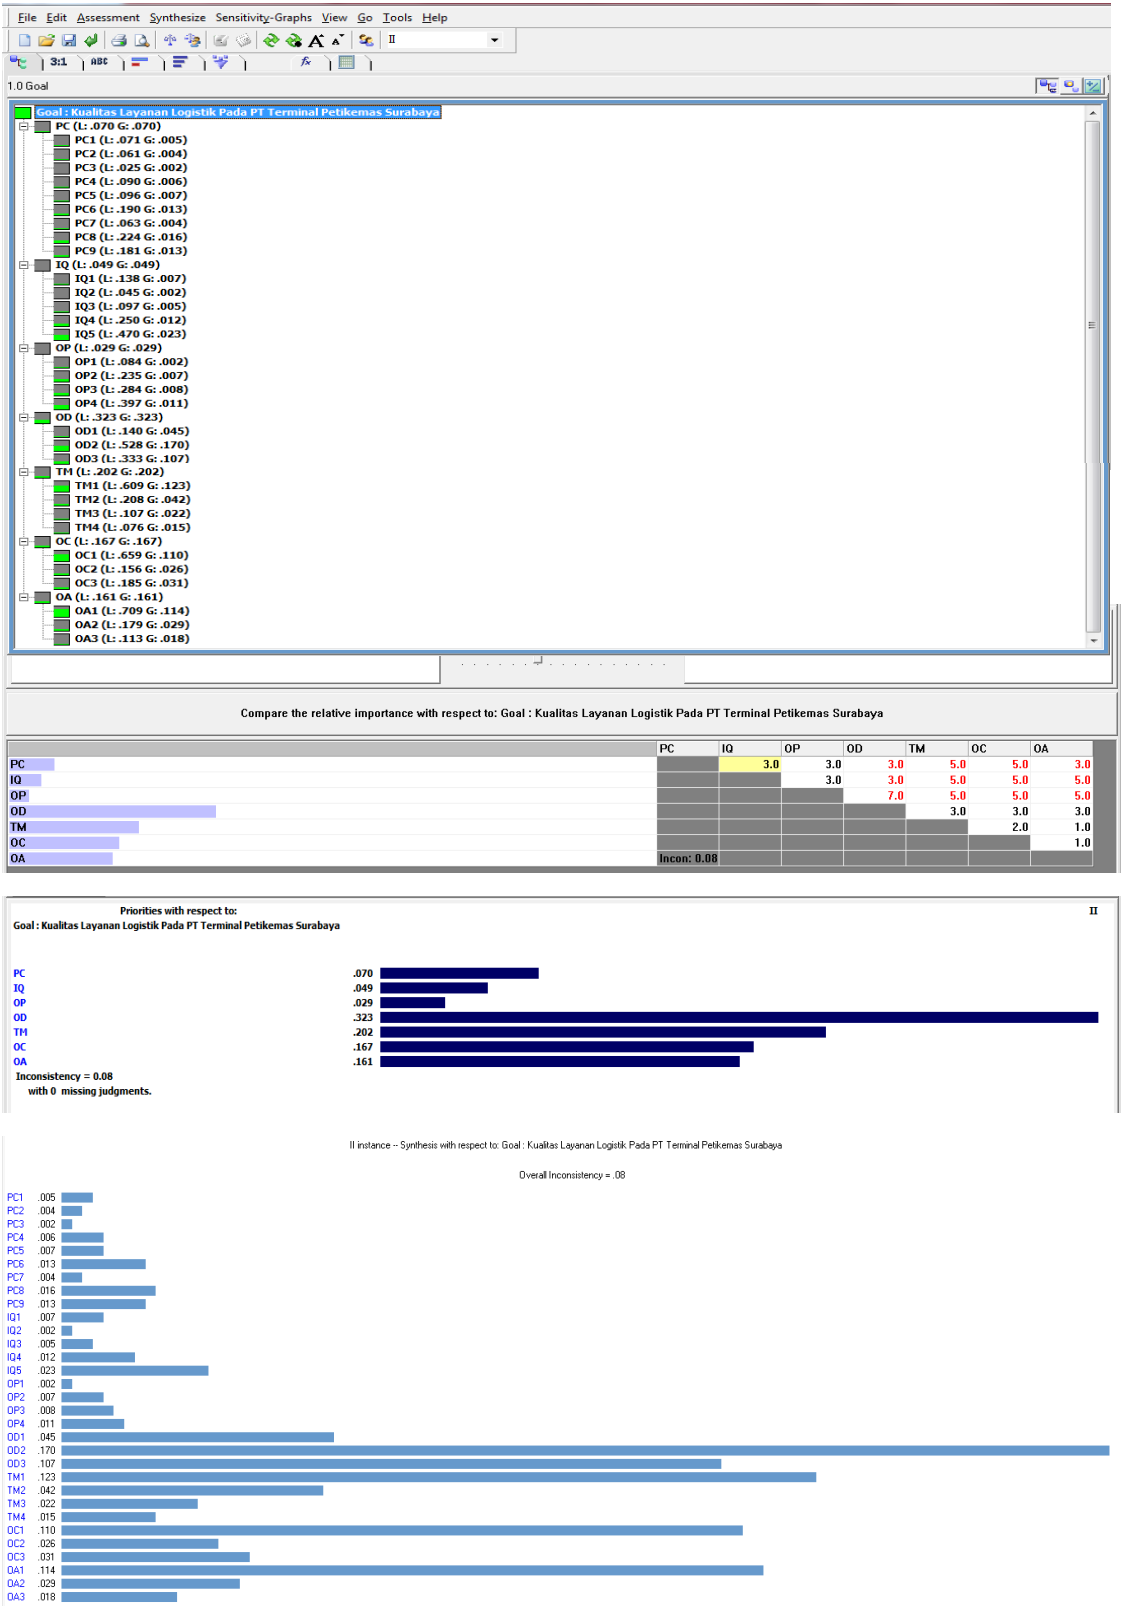 File Edit Assessment Synthesize Sensitivity-Graphs View Go Tools Help
II
3:1 ABC fx
1.0 Goal
Goal : Kualitas Layanan Logistik Pada PT Terminal Petikemas Surabaya
PC (L: .070 G: .070)
PC1 (L: .071 G: .005)
PC2 (L: .061 G: .004)
PC3 (L: .025 G: .002)
PC4 (L: .090 G: .006)
PC5 (L: .096 G: .007)
PC6 (L: .190 G: .013)
PC7 (L: .063 G: .004)
PC8 (L: .224 G: .016)
PC9 (L: .181 G: .013)
IQ (L: .049 G: .049)
IQ1 (L: .138 G: .007)
IQ2 (L: .045 G: .002)
IQ3 (L: .097 G: .005)
IQ4 (L: .250 G: .012)
IQ5 (L: .470 G: .023)
OP (L: .029 G: .029)
OP1 (L: .084 G: .002)
OP2 (L: .235 G: .007)
OP3 (L: .284 G: .008)
OP4 (L: .397 G: .011)
OD (L: .323 G: .323)
OD1 (L: .140 G: .045)
OD2 (L: .528 G: .170)
OD3 (L: .333 G: .107)
TM (L: .202 G: .202)
TM1 (L: .609 G: .123)
TM2 (L: .208 G: .042)
TM3 (L: .107 G: .022)
TM4 (L: .076 G: .015)
OC (L: .167 G: .167)
OC1 (L: .659 G: .110)
OC2 (L: .156 G: .026)
OC3 (L: .185 G: .031)
OA (L: .161 G: .161)
OA1 (L: .709 G: .114)
OA2 (L: .179 G: .029)
OA3 (L: .113 G: .018)
Compare the relative importance with respect to: Goal : Kualitas Layanan Logistik Pada PT Terminal Petikemas Surabaya
PC IQ OP OD TM OC OA
PC 3.0 3.0 3.0 5.0 5.0 3.0
IQ 3.0 3.0 5.0 5.0 5.0
OP 7.0 5.0 5.0 5.0
OD 3.0 3.0 3.0
TM 2.0 1.0
OC 1.0
OA Incon: 0.08
Priorities with respect to: II
Goal : Kualitas Layanan Logistik Pada PT Terminal Petikemas Surabaya
PC .070
IQ .049
OP .029
OD .323
TM .202
OC .167
OA .161
Inconsistency = 0.08
with 0 missing judgments.
II instance -- Synthesis with respect to: Goal : Kualitas Layanan Logistik Pada PT Terminal Petikemas Surabaya
Overall Inconsistency = .08
PC1 .005
PC2 .004
PC3 .002
PC4 .006
PC5 .007
PC6 .013
PC7 .004
PC8 .016
PC9 .013
IQ1 .007
IQ2 .002
IQ3 .005
IQ4 .012
IQ5 .023
OP1 .002
OP2 .007
OP3 .008
OP4 .011
OD1 .045
OD2 .170
OD3 .107
TM1 .123
TM2 .042
TM3 .022
TM4 .015
OC1 .110
OC2 .026
OC3 .031
OA1 .114
OA2 .029
OA3 .018